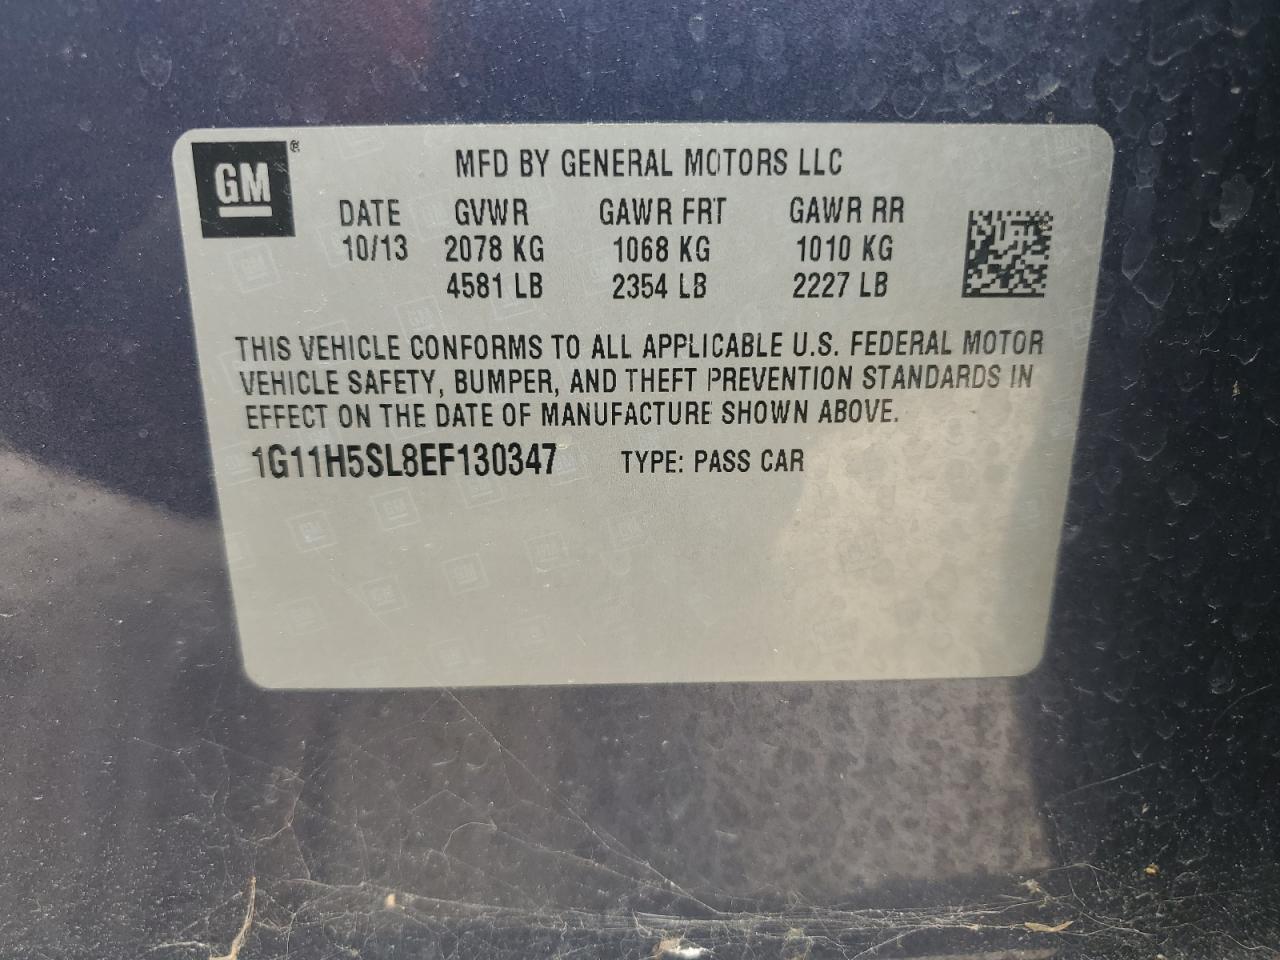 GM ®
MFD BY GENERAL MOTORS LLC
DATE GVWR GAWR FRT GAWR RR
10/13 2078 KG 1068 KG 1010 KG
4581 LB 2354 LB 2227 LB
THIS VEHICLE CONFORMS TO ALL APPLICABLE U.S. FEDERAL MOTOR
VEHICLE SAFETY, BUMPER, AND THEFT PREVENTION STANDARDS IN
EFFECT ON THE DATE OF MANUFACTURE SHOWN ABOVE.
1G11H5SL8EF130347 TYPE: PASS CAR